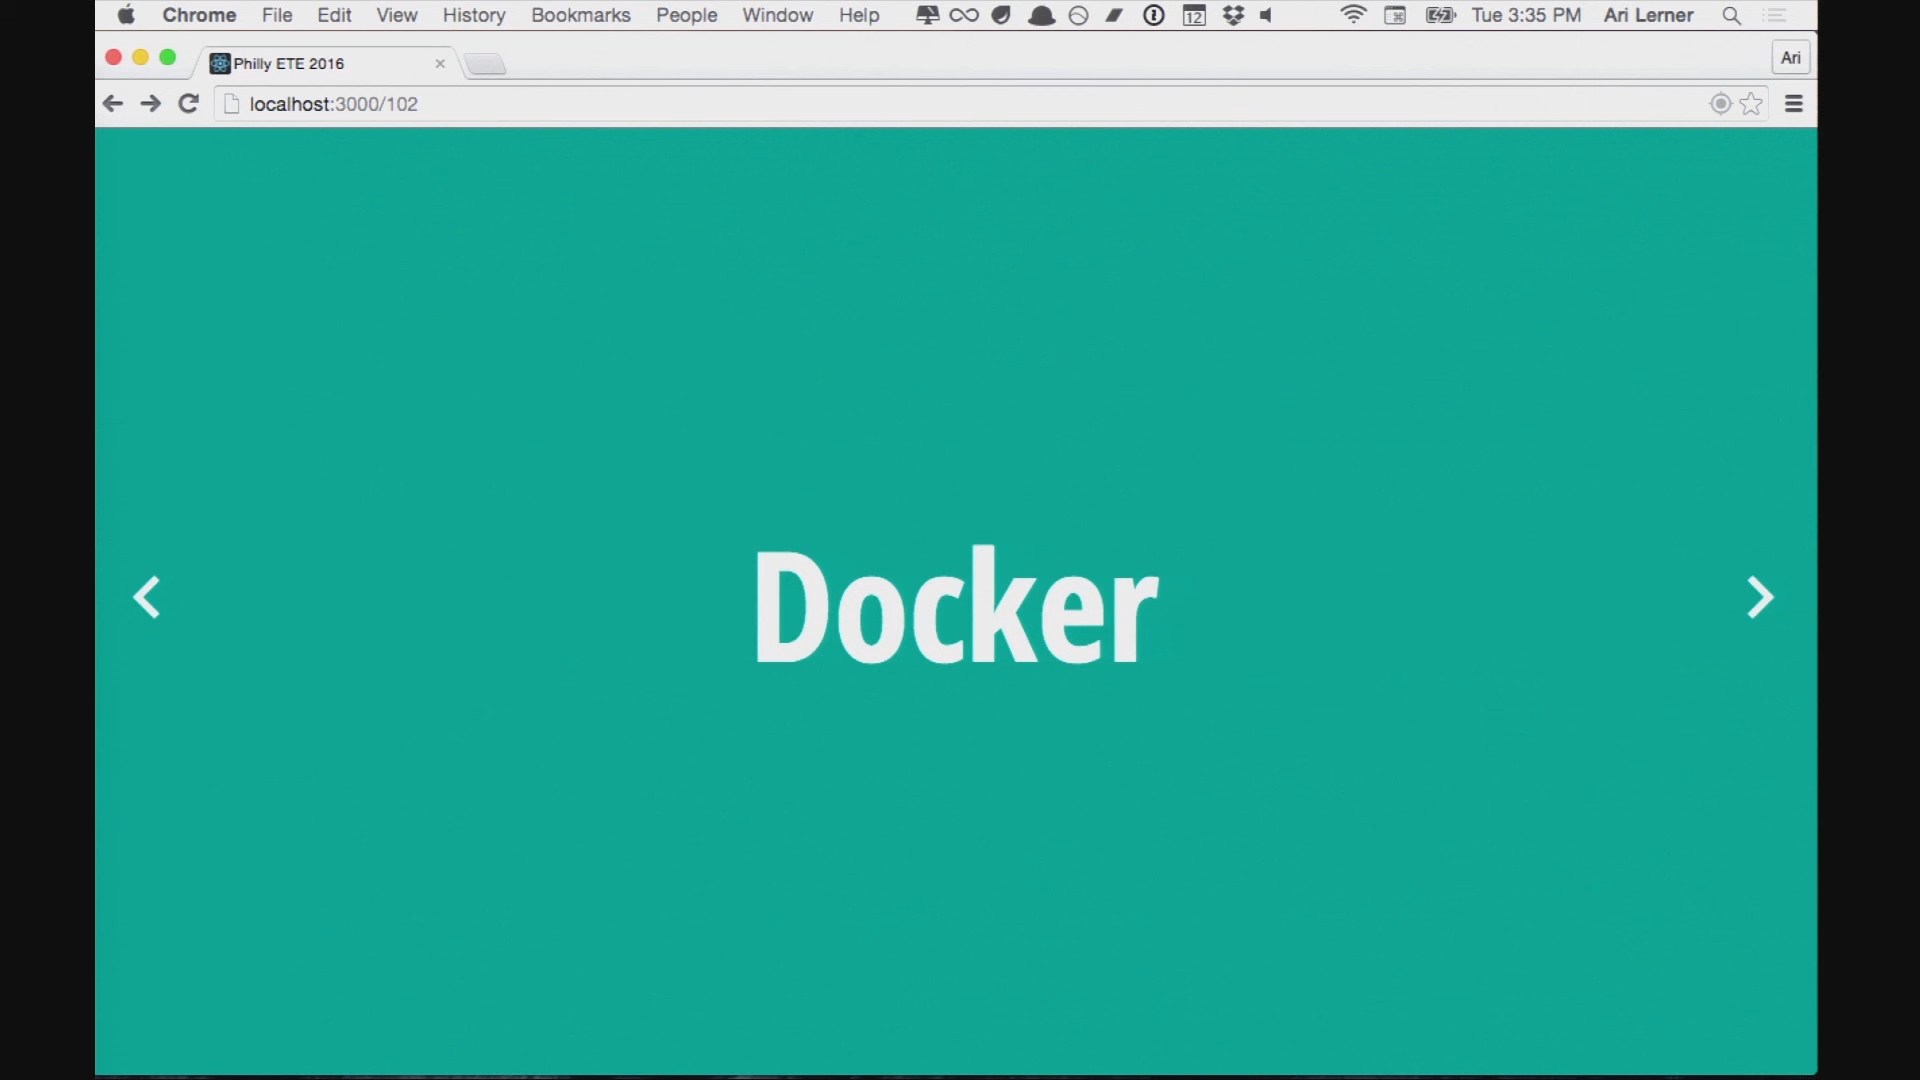 Chrome File Edit View History Bookmarks People Window Help 12 Tue 3:35 PM Ari Lerner
Philly ETE 2016
Ari
localhost:3000/102
Docker